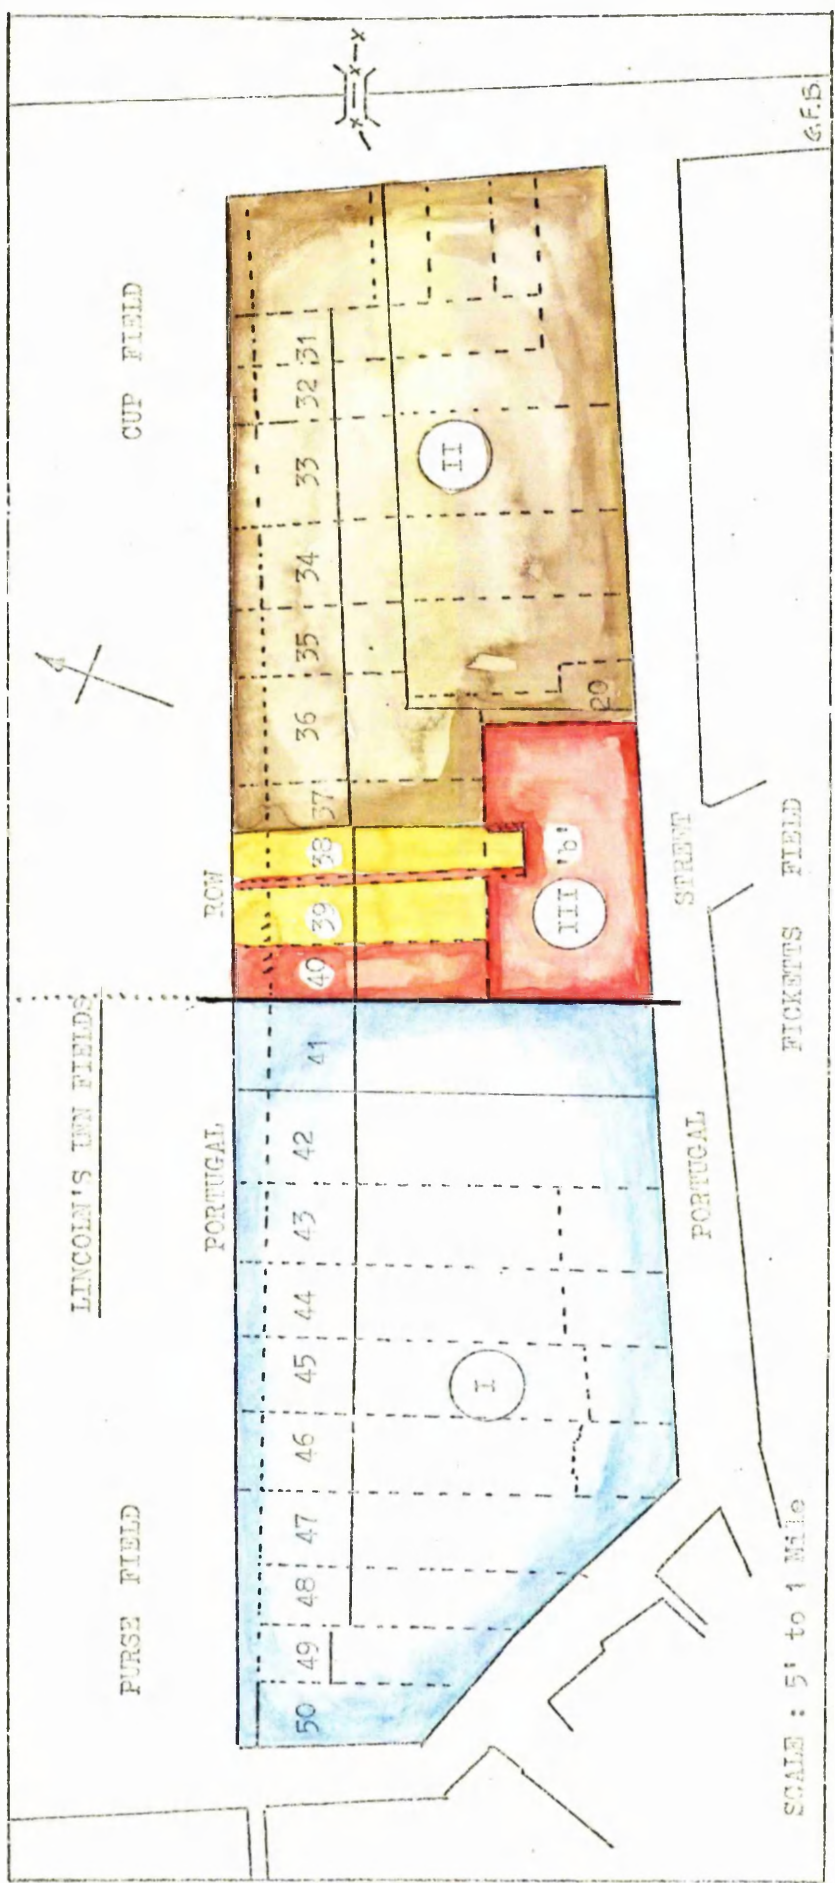 LINCOLN'S INN FIELDS
PURSE FIELD
CUP FIELD
PORTUGAL ROW
50 49 48 47 46 45 44 43 42 41 40 39 38 37 36 35 34 33 32 31
I
II
III 'b'
20
PORTUGAL STREET
FICKETTS FIELD
SCALE : 5' to 1 Mile
G.F.B.